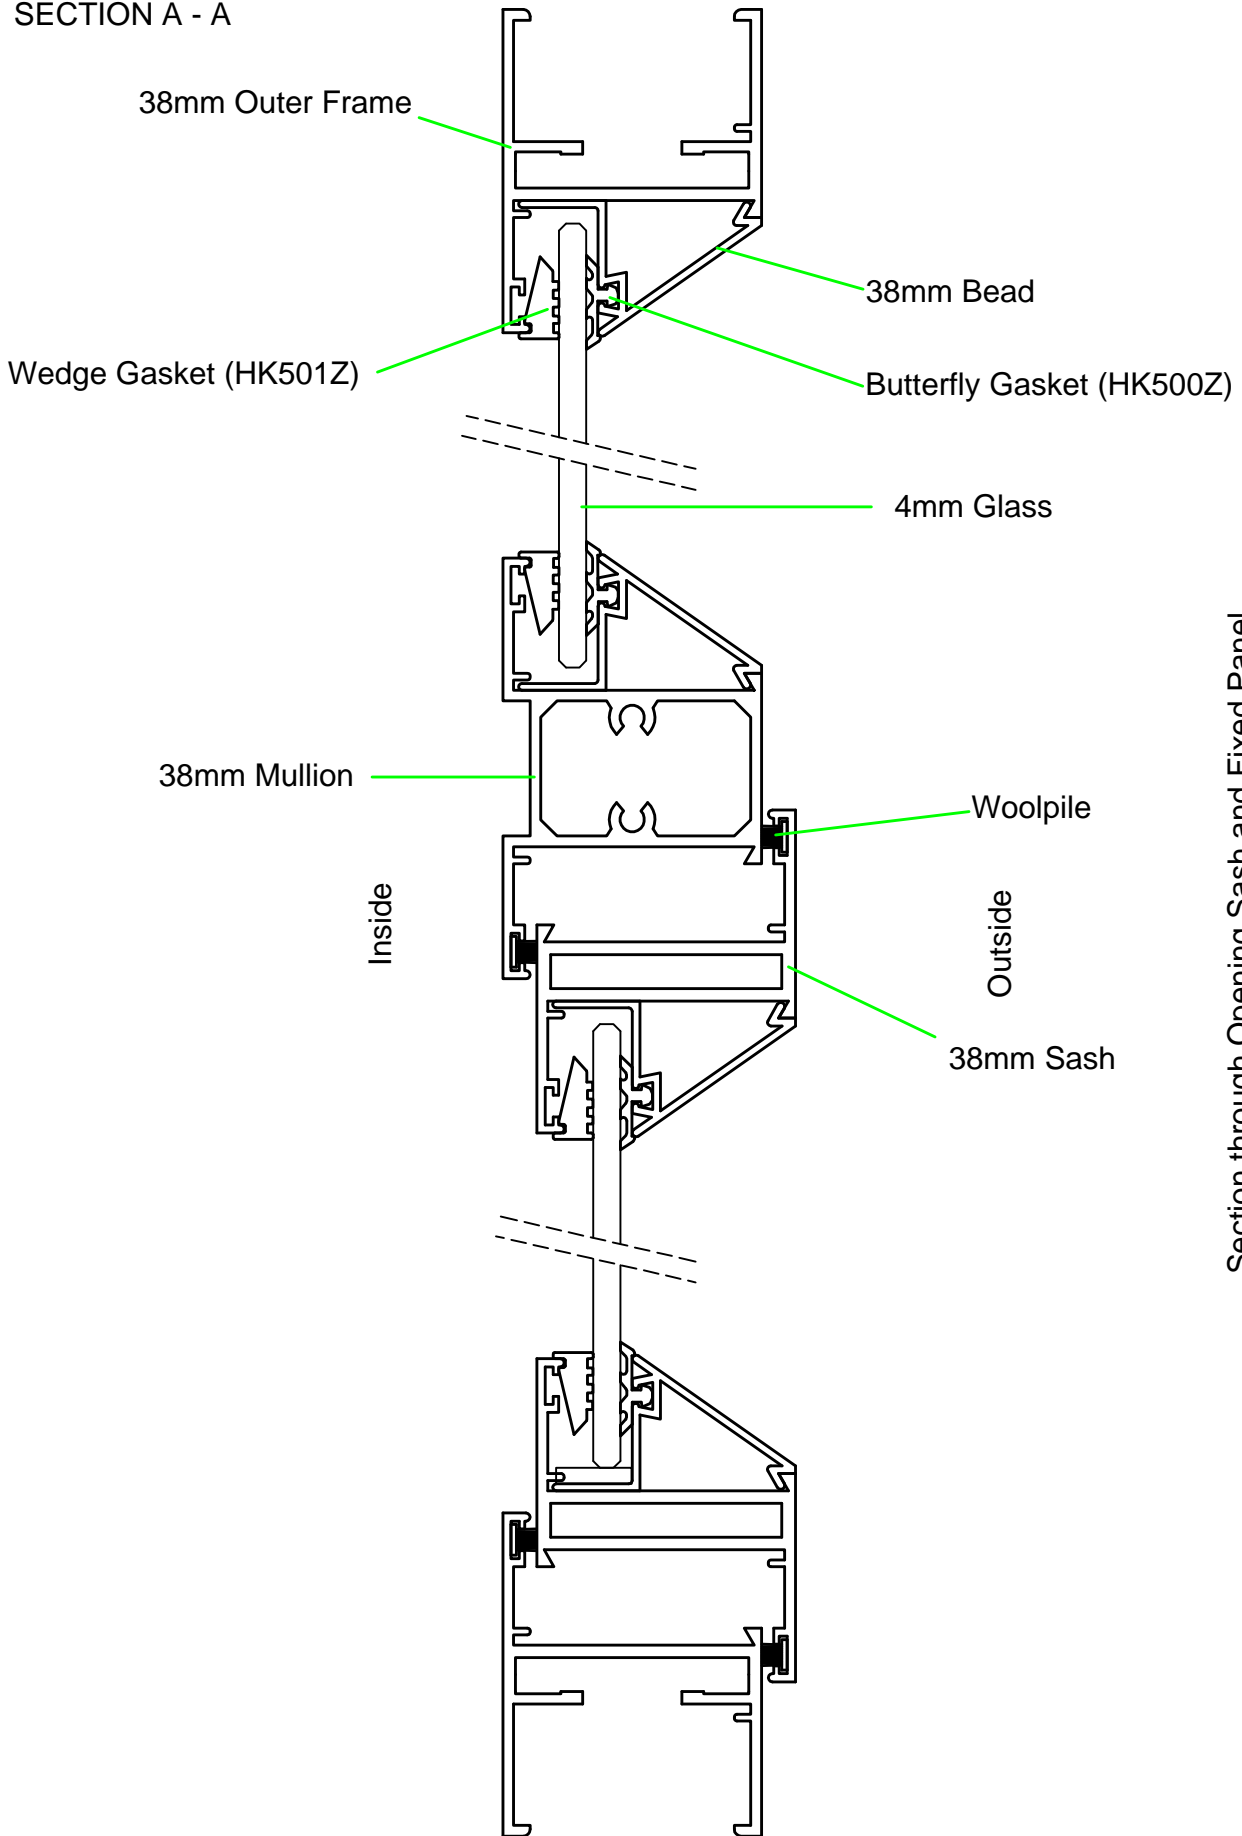 SECTION A - A
38mm Outer Frame
38mm Bead
Wedge Gasket (HK501Z)
Butterfly Gasket (HK500Z)
4mm Glass
38mm Mullion
Woolpile
Inside
Outside
38mm Sash
Section through Opening Sash and Fixed Panel